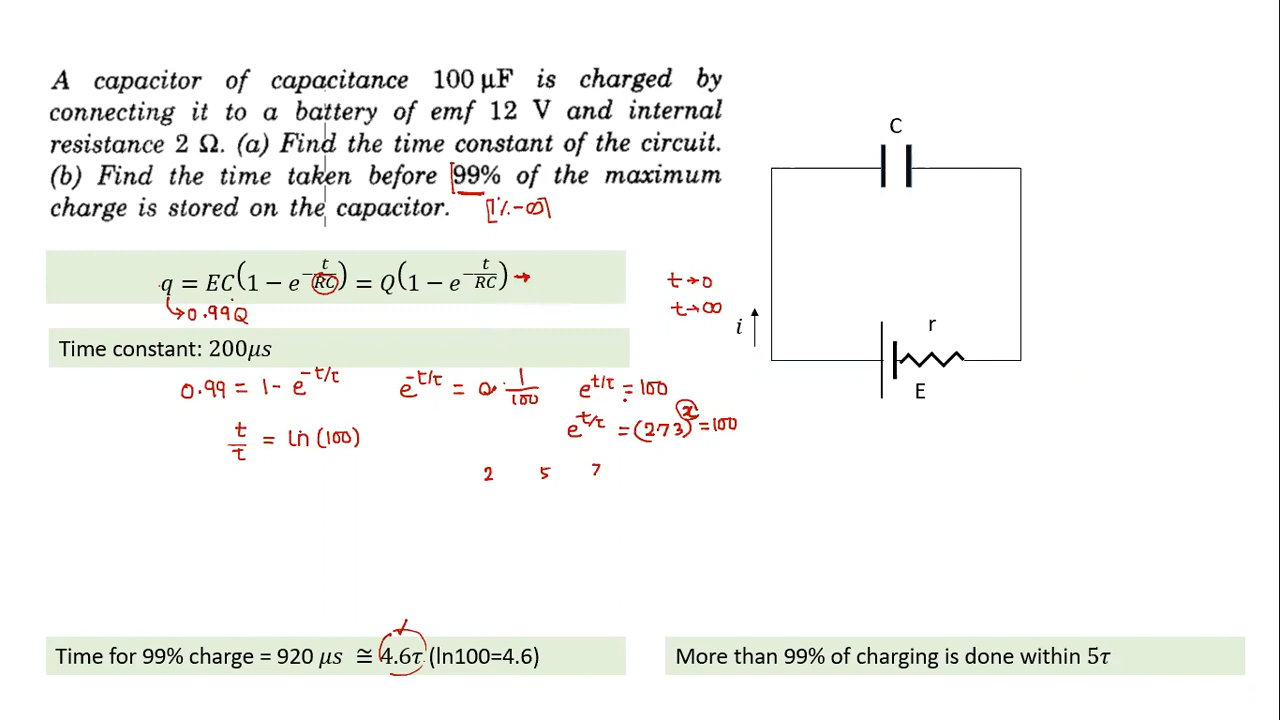 A capacitor of capacitance 100 μF is charged by
connecting it to a battery of emf 12 V and internal
resistance 2 Ω. (a) Find the time constant of the circuit.
(b) Find the time taken before [99% of the maximum
charge is stored on the capacitor. [1%-∞]
q = EC(1 − e^{−t/RC}) = Q(1 − e^{−t/RC}) →
↳ 0.99Q
Time constant: 200μs
0.99 = 1 - e^{-t/τ} e^{-t/τ} = 1/100 e^{t/τ} = 100
t/τ = ln (100) e^{t/τ} = (273)^x = 100
2 5 7
Time for 99% charge = 920 μs ≅ 4.6τ (ln100=4.6)
C
t→0
t→∞
i
r
E
More than 99% of charging is done within 5τ